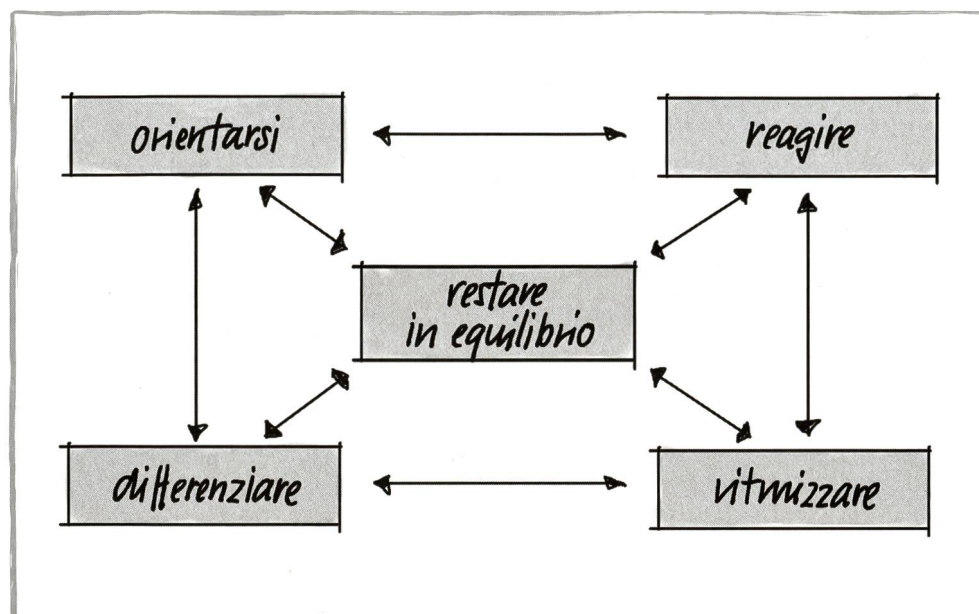 orientarsi
reagire
restare
in equilibrio
differenziare
ritmizzare